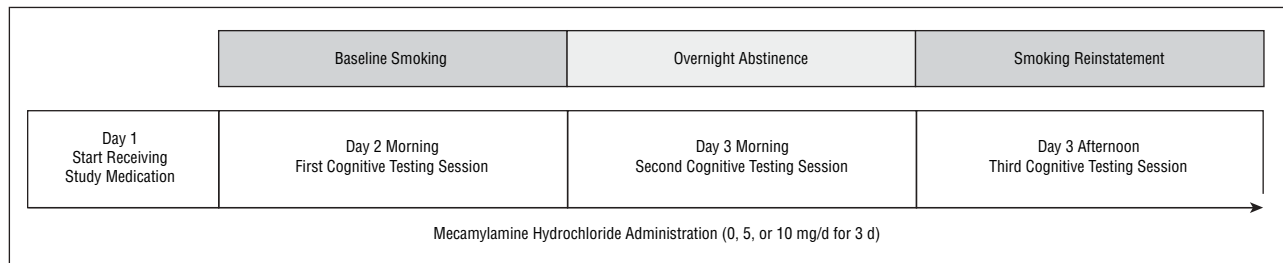 Baseline Smoking
Overnight Abstinence
Smoking Reinstatement
Day 1
Start Receiving
Study Medication
Day 2 Morning
First Cognitive Testing Session
Day 3 Morning
Second Cognitive Testing Session
Day 3 Afternoon
Third Cognitive Testing Session
Mecamylamine Hydrochloride Administration (0, 5, or 10 mg/d for 3 d)